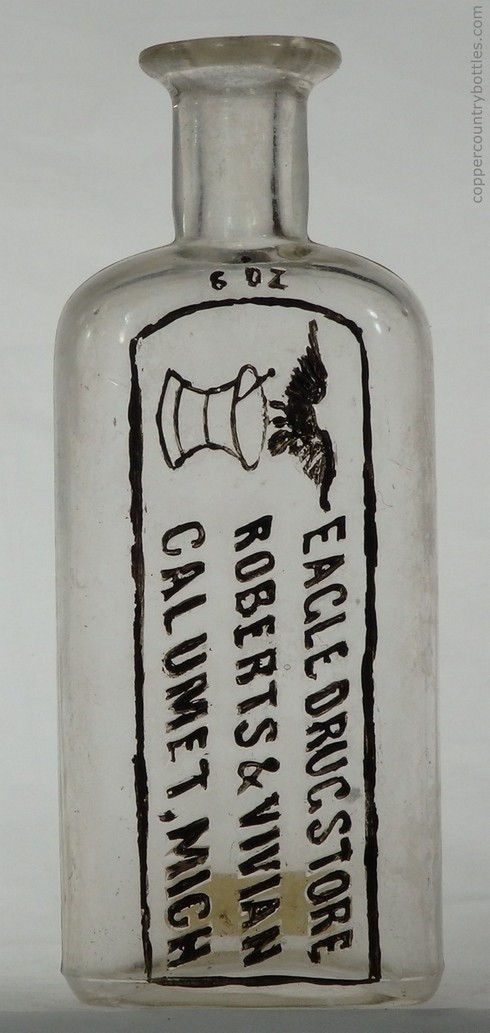 6 OZ
EAGLE DRUG STORE
ROBERTS & VIVIAN
CALUMET, MICH
coppercountrybottles.com